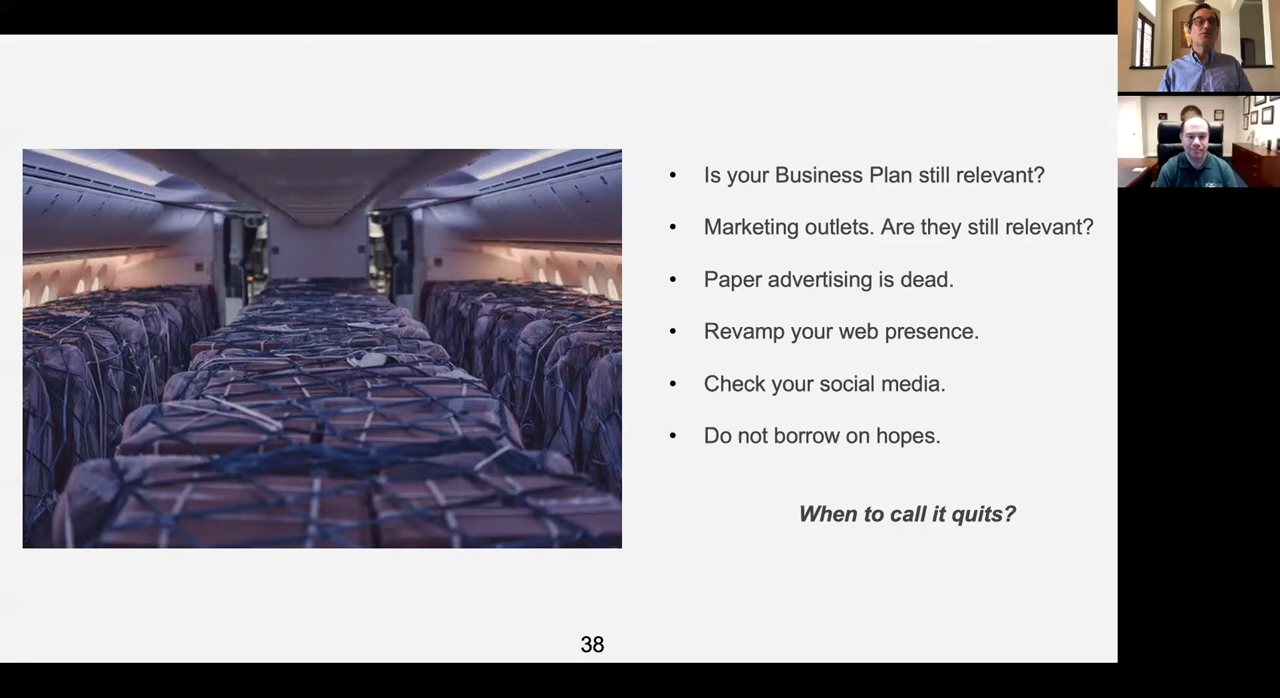 Is your Business Plan still relevant?
Marketing outlets. Are they still relevant?
Paper advertising is dead.
Revamp your web presence.
Check your social media.
Do not borrow on hopes.
When to call it quits?
38